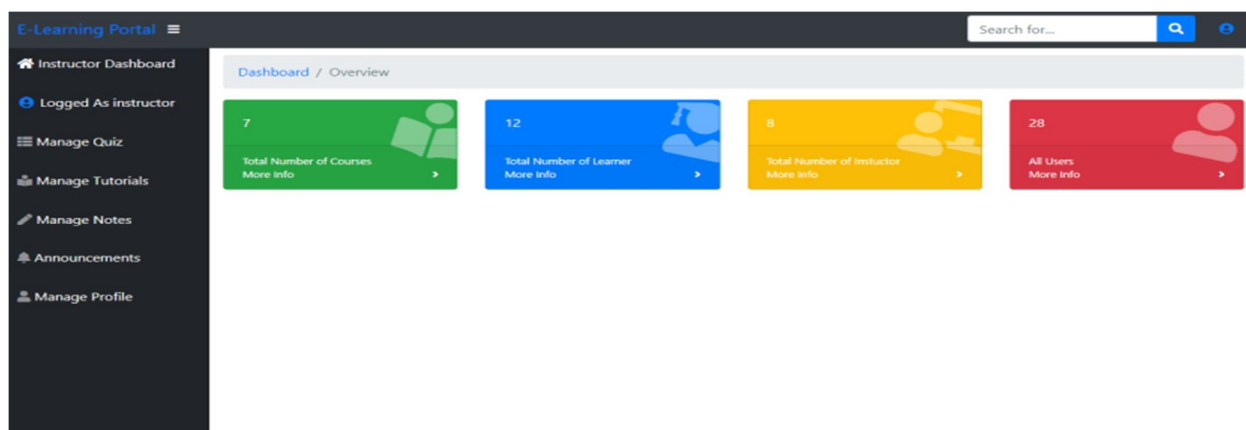 E-Learning Portal
Search for...
Instructor Dashboard
Logged As instructor
Manage Quiz
Manage Tutorials
Manage Notes
Announcements
Manage Profile
Dashboard / Overview
7
Total Number of Courses
More Info
12
Total Number of Learner
More Info
8
Total Number of Instuctor
More Info
28
All Users
More Info